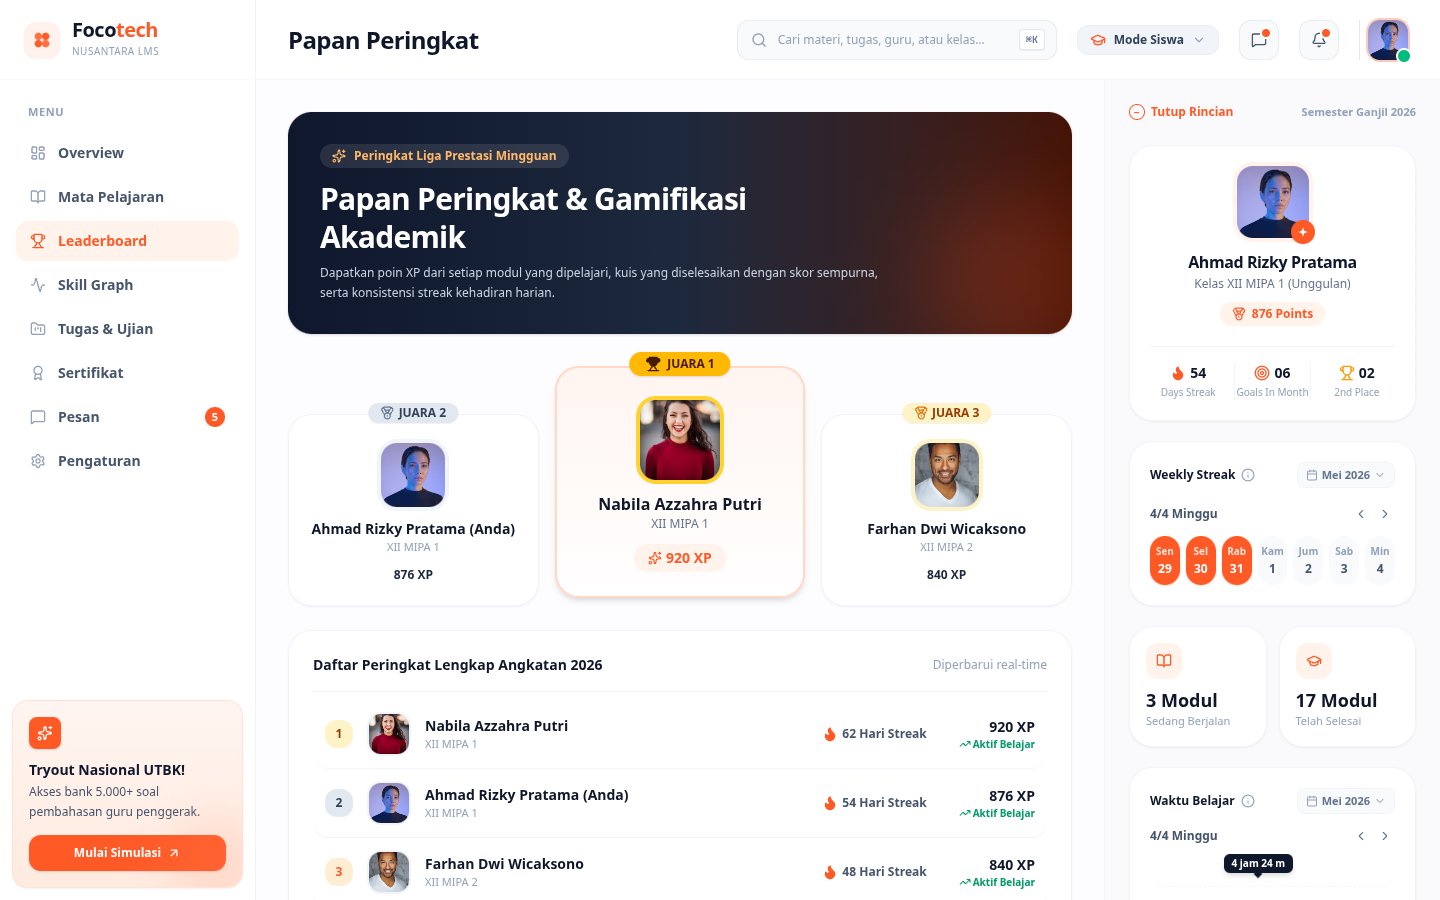 Focotech
NUSANTARA LMS
MENU
Overview
Mata Pelajaran
Leaderboard
Skill Graph
Tugas & Ujian
Sertifikat
Pesan
5
Pengaturan
Tryout Nasional UTBK!
Akses bank 5.000+ soal
pembahasan guru penggerak.
Mulai Simulasi
Papan Peringkat
Cari materi, tugas, guru, atau kelas...
⌘K
Mode Siswa
Peringkat Liga Prestasi Mingguan
Papan Peringkat & Gamifikasi
Akademik
Dapatkan poin XP dari setiap modul yang dipelajari, kuis yang diselesaikan dengan skor sempurna,
serta konsistensi streak kehadiran harian.
JUARA 2
Ahmad Rizky Pratama (Anda)
XII MIPA 1
876 XP
JUARA 1
Nabila Azzahra Putri
XII MIPA 1
920 XP
JUARA 3
Farhan Dwi Wicaksono
XII MIPA 2
840 XP
Daftar Peringkat Lengkap Angkatan 2026
Diperbarui real-time
1
Nabila Azzahra Putri
XII MIPA 1
62 Hari Streak
920 XP
Aktif Belajar
2
Ahmad Rizky Pratama (Anda)
XII MIPA 1
54 Hari Streak
876 XP
Aktif Belajar
3
Farhan Dwi Wicaksono
XII MIPA 2
48 Hari Streak
840 XP
Aktif Belajar
Tutup Rincian
Semester Ganjil 2026
Ahmad Rizky Pratama
Kelas XII MIPA 1 (Unggulan)
876 Points
54
Days Streak
06
Goals In Month
02
2nd Place
Weekly Streak
Mei 2026
4/4 Minggu
Sen Sel Rab Kam Jum Sab Min
29 30 31 1 2 3 4
3 Modul
Sedang Berjalan
17 Modul
Telah Selesai
Waktu Belajar
Mei 2026
4/4 Minggu
4 jam 24 m